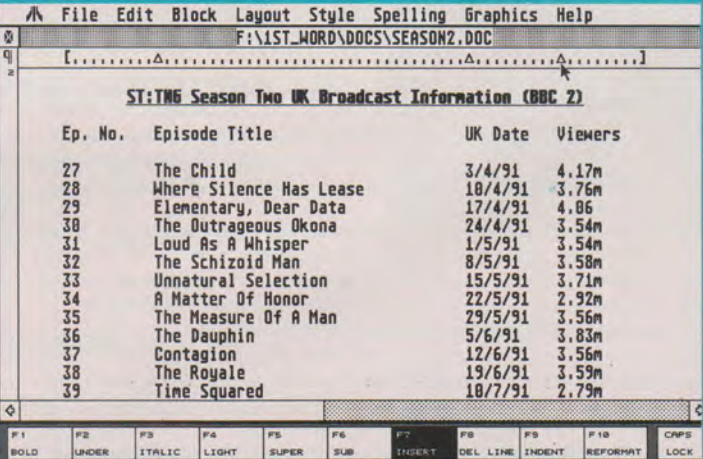 File Edit Block Layout Style Spelling Graphics Help
F:\1ST_WORD\DOCS\SEASON2.DOC
ST:TNG Season Two UK Broadcast Information (BBC 2)
Ep. No. Episode Title UK Date Viewers
27 The Child 3/4/91 4.17m
28 Where Silence Has Lease 10/4/91 3.76m
29 Elementary, Dear Data 17/4/91 4.06
30 The Outrageous Okona 24/4/91 3.54m
31 Loud As A Whisper 1/5/91 3.54m
32 The Schizoid Man 8/5/91 3.58m
33 Unnatural Selection 15/5/91 3.71m
34 A Matter Of Honor 22/5/91 2.92m
35 The Measure Of A Man 29/5/91 3.56m
36 The Dauphin 5/6/91 3.83m
37 Contagion 12/6/91 3.56m
38 The Royale 19/6/91 3.59m
39 Time Squared 10/7/91 2.79m
F1 F2 F3 F4 F5 F6 F7 F8 F9 F10 CAPS
BOLD UNDER ITALIC LIGHT SUPER SUB INSERT DEL LINE INDENT REFORMAT LOCK